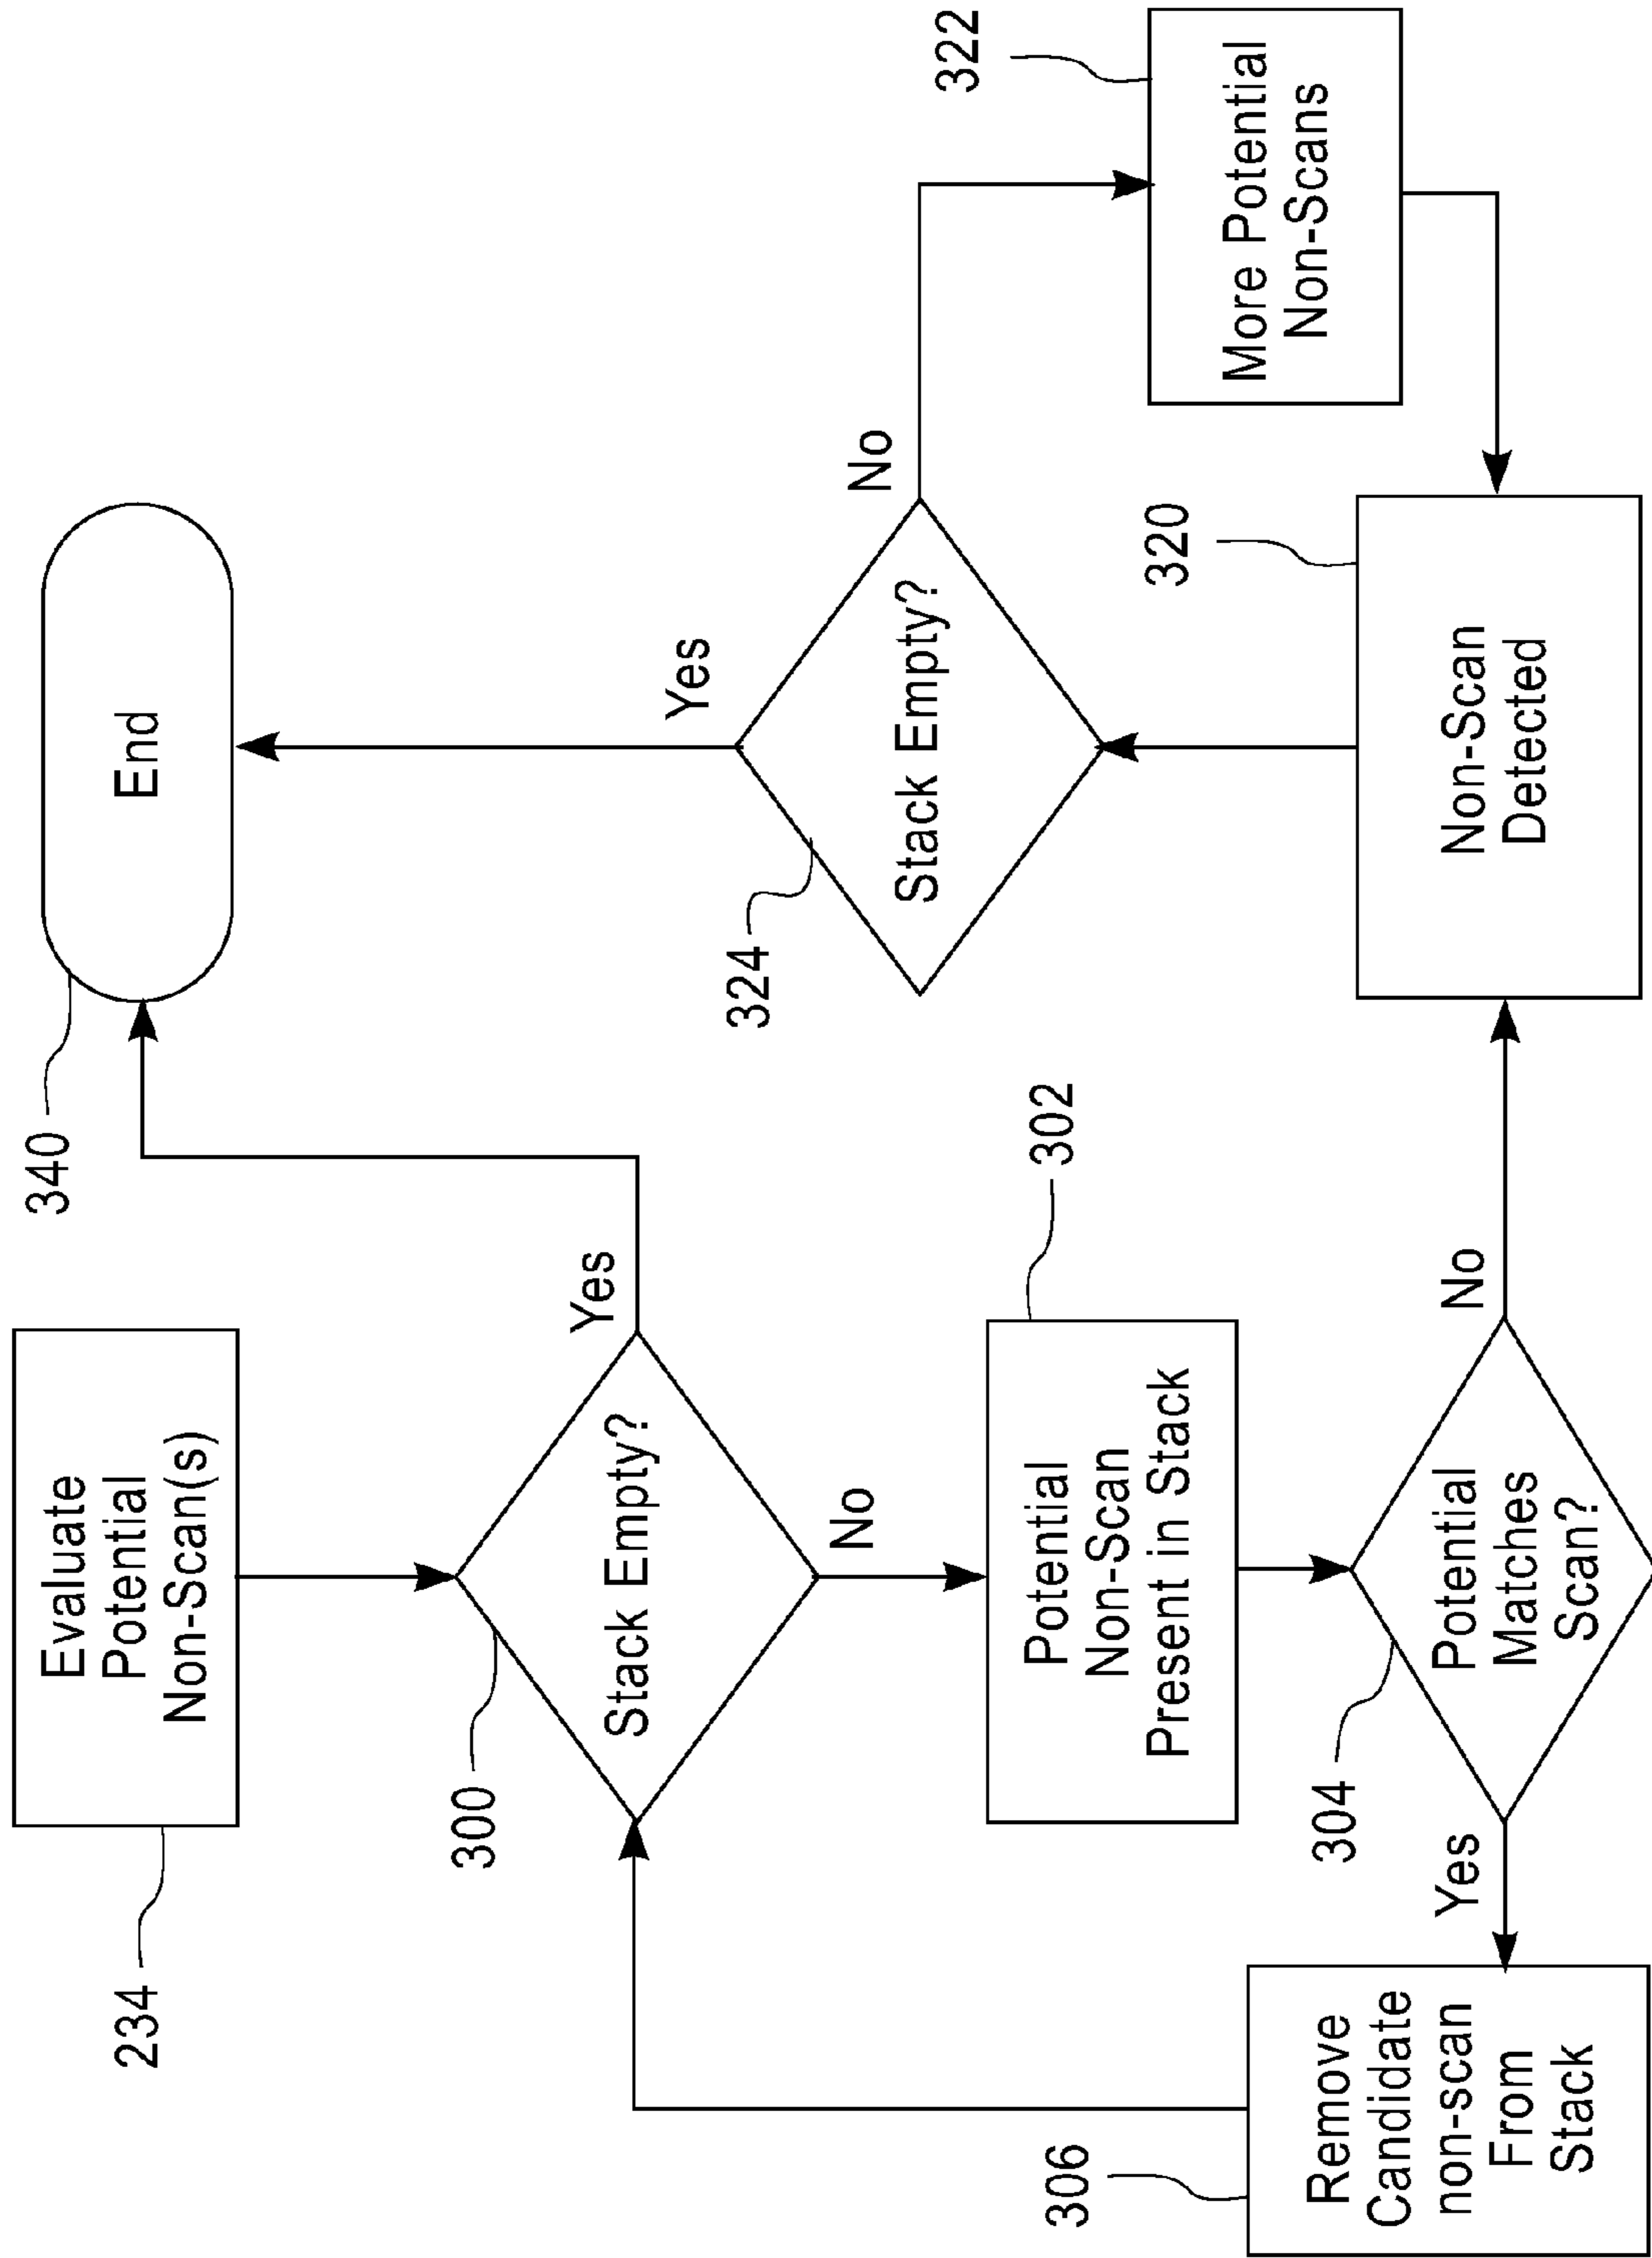 234
Evaluate
Potential
Non-Scan(s)
340
End
300
Stack Empty?
Yes
No
324
Stack Empty?
Yes
No
302
Potential
Non-Scan
Present in Stack
322
More Potential
Non-Scans
306
Remove
Candidate
non-scan
From
Stack
304
Yes
Potential
Matches
Scan?
No
320
Non-Scan
Detected